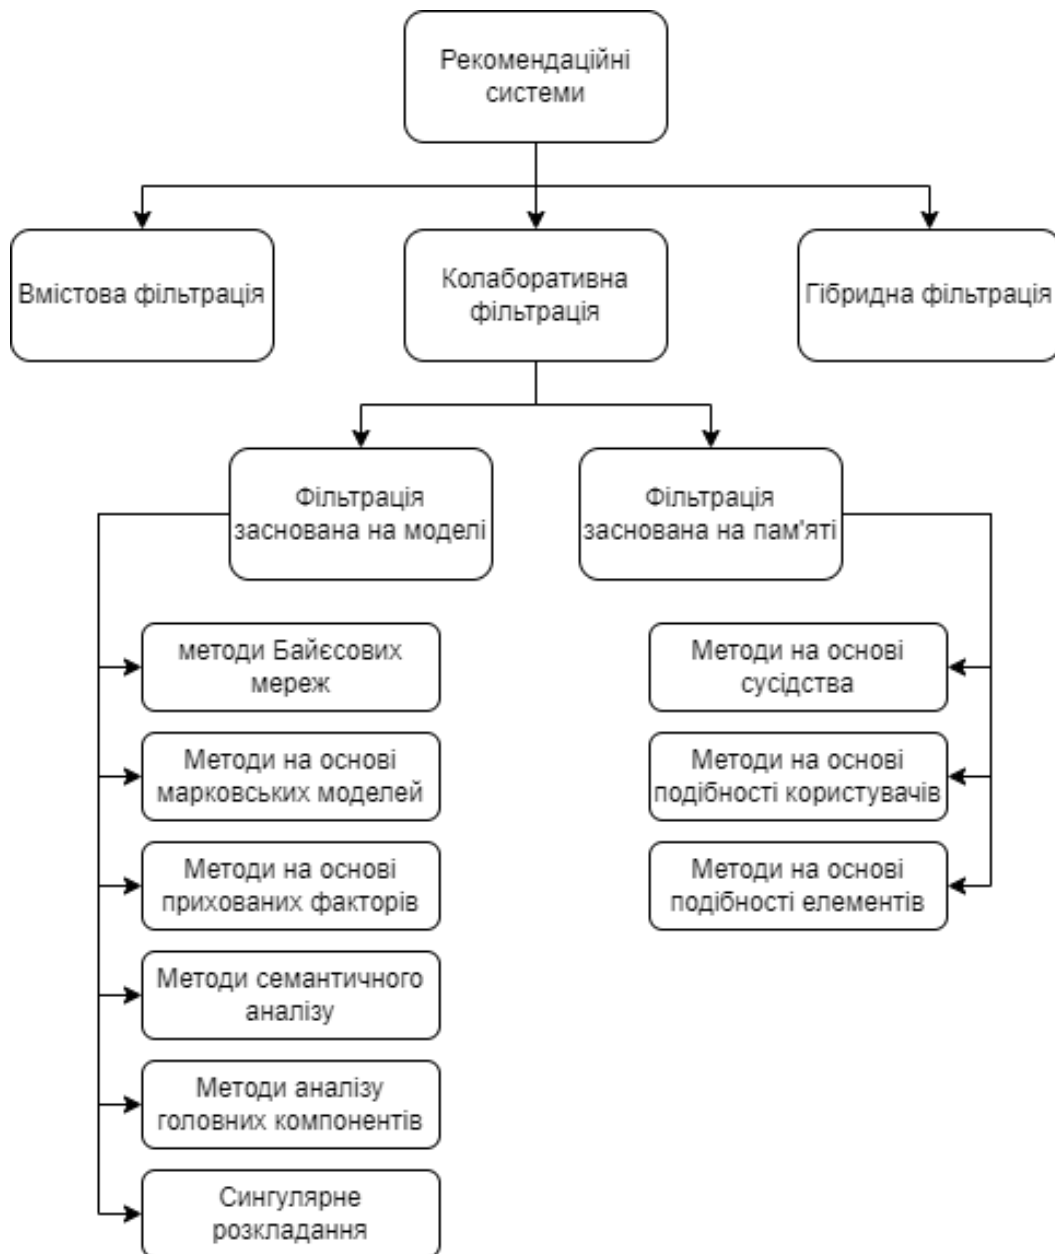 Рекомендаційні
системи
Вмістова фільтрація
Колаборативна
фільтрація
Гібридна фільтрація
Фільтрація
заснована на моделі
Фільтрація
заснована на пам'яті
методи Байєсових
мереж
Методи на основі
марковських моделей
Методи на основі
прихованих факторів
Методи семантичного
аналізу
Методи аналізу
головних компонентів
Сингулярне
розкладання
Методи на основі
сусідства
Методи на основі
подібності користувачів
Методи на основі
подібності елементів